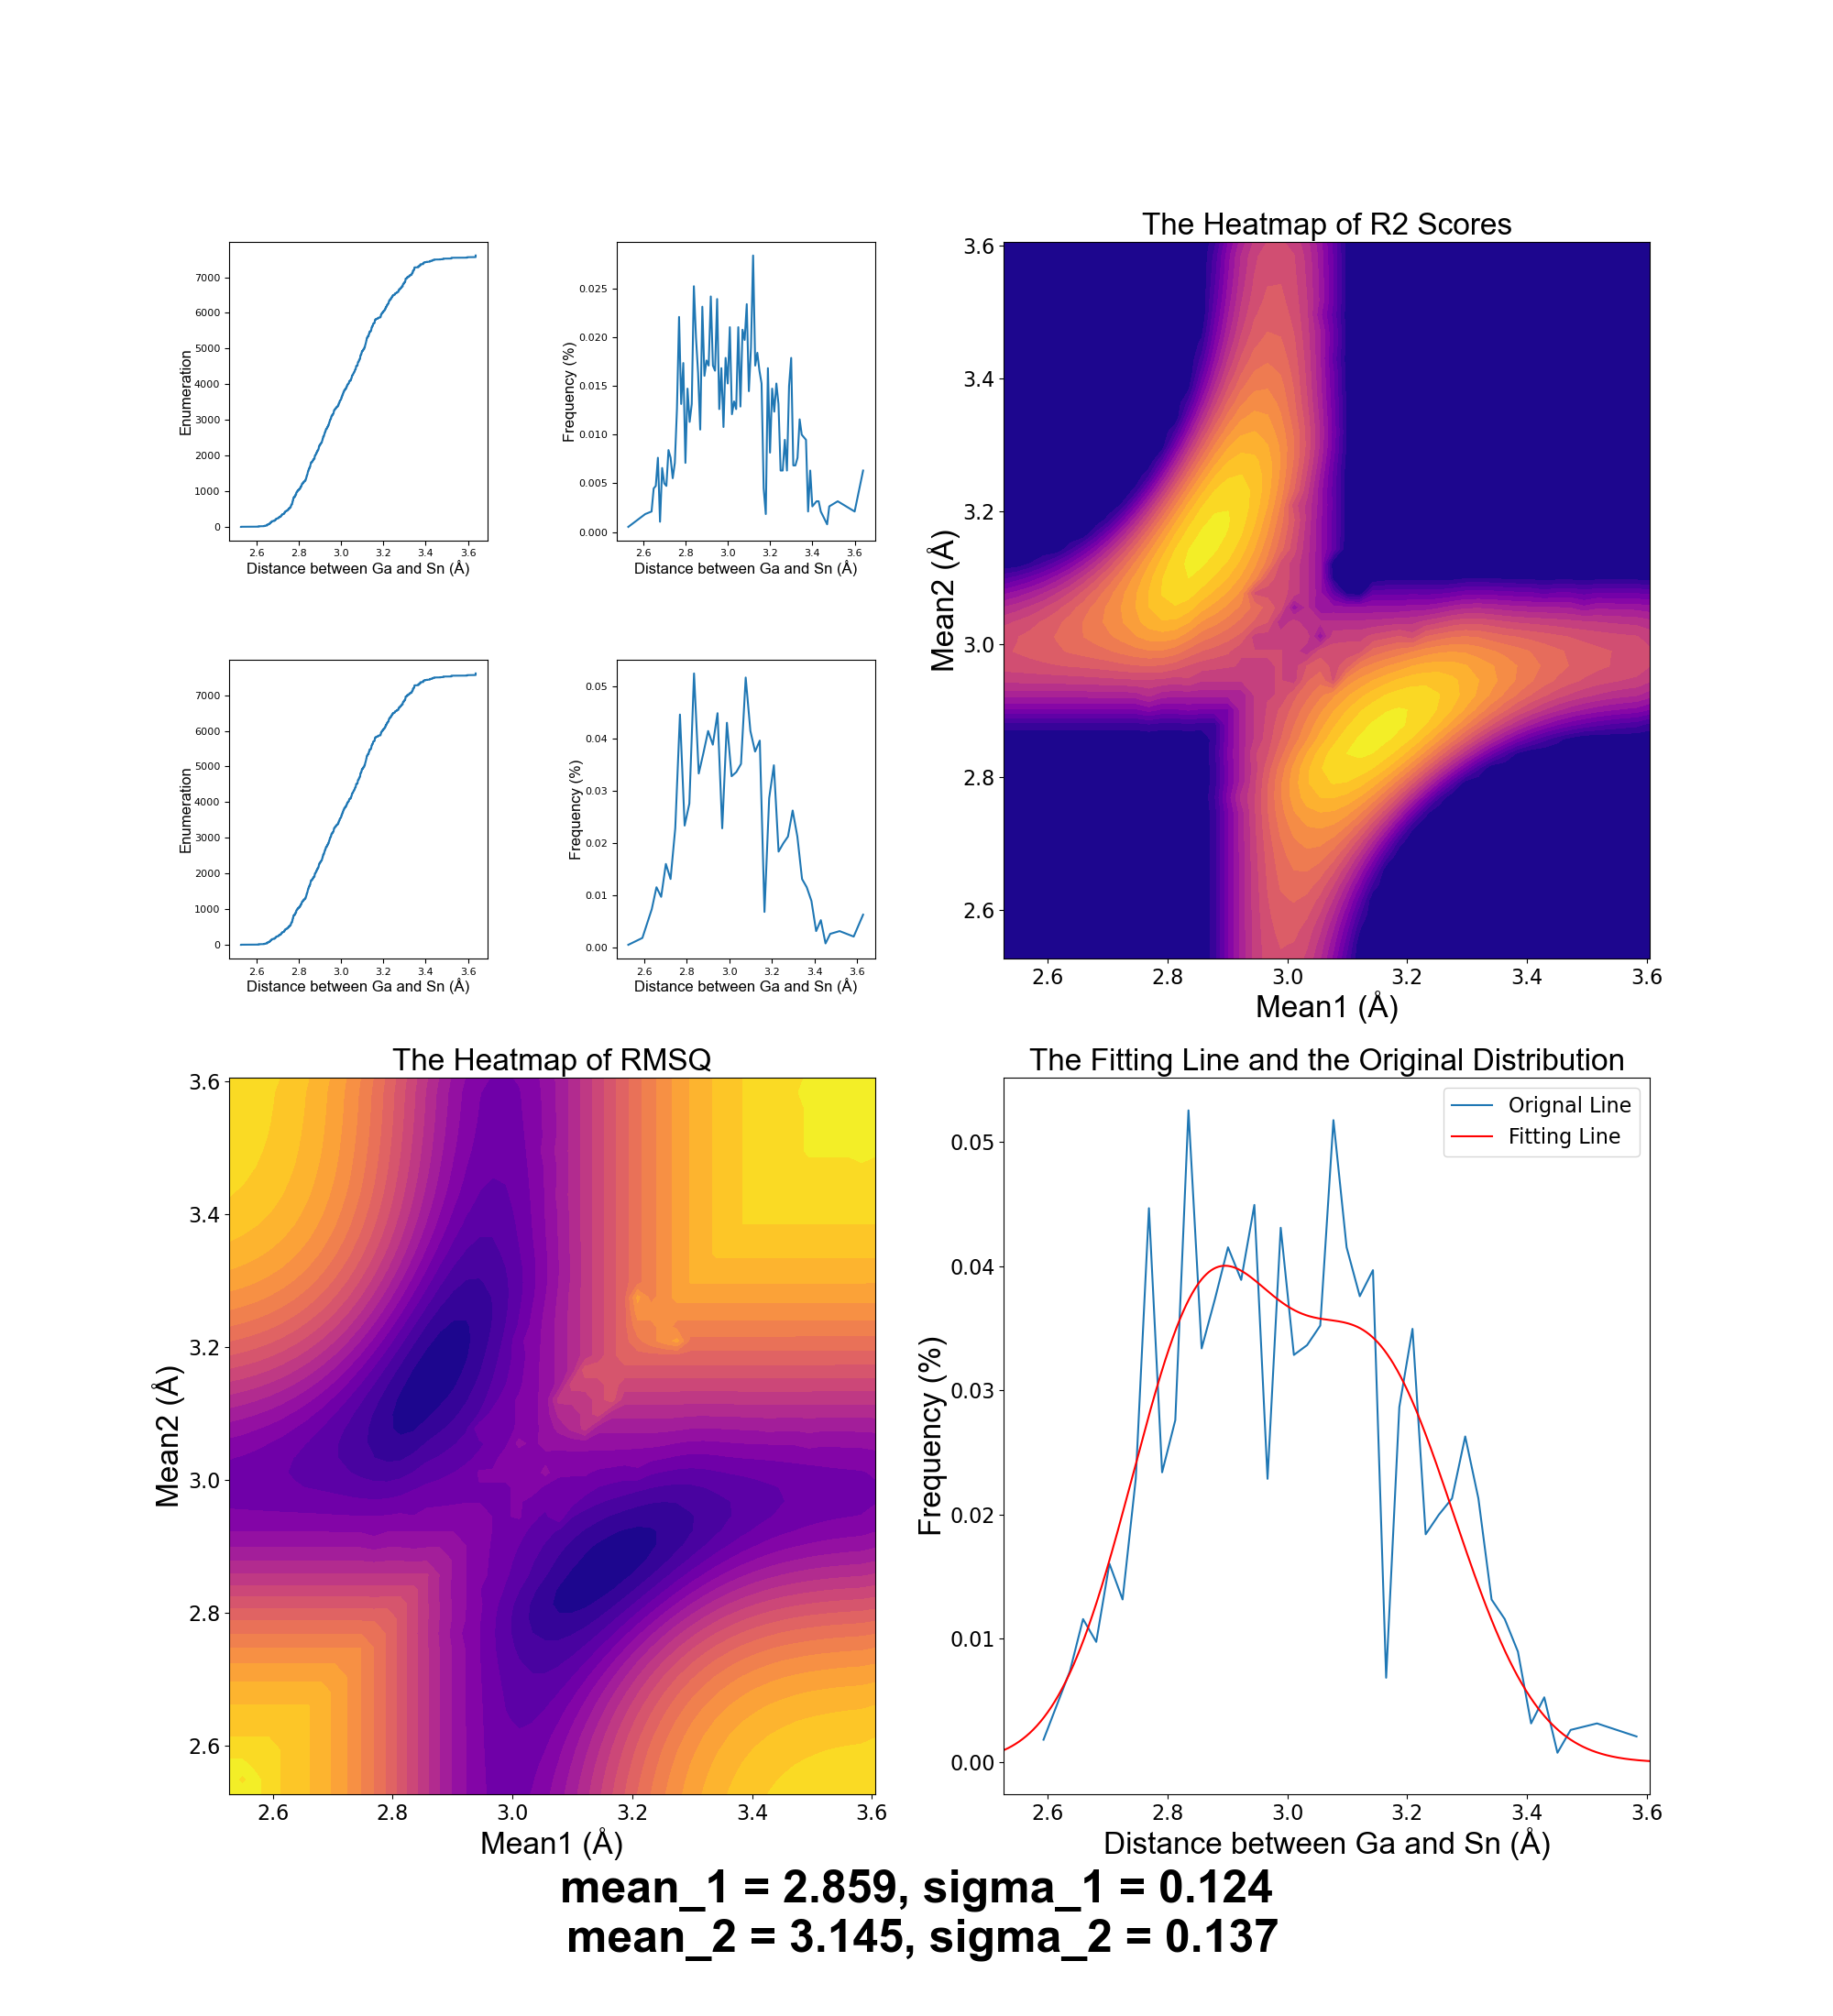 The Heatmap of R2 Scores
7000
6000
5000
4000
3000
2000
1000
0
Enumeration
2.6 2.8 3.0 3.2 3.4 3.6
Distance between Ga and Sn (Å)
0.025
0.020
0.015
0.010
0.005
0.000
Frequency (%)
2.6 2.8 3.0 3.2 3.4 3.6
Distance between Ga and Sn (Å)
3.6
3.4
3.2
3.0
2.8
2.6
Mean2 (Å)
2.6 2.8 3.0 3.2 3.4 3.6
Mean1 (Å)
7000
6000
5000
4000
3000
2000
1000
0
Enumeration
2.6 2.8 3.0 3.2 3.4 3.6
Distance between Ga and Sn (Å)
0.05
0.04
0.03
0.02
0.01
0.00
Frequency (%)
2.6 2.8 3.0 3.2 3.4 3.6
Distance between Ga and Sn (Å)
The Heatmap of RMSQ
3.6
3.4
3.2
3.0
2.8
2.6
Mean2 (Å)
2.6 2.8 3.0 3.2 3.4 3.6
Mean1 (Å)
The Fitting Line and the Original Distribution
Orignal Line
Fitting Line
0.05
0.04
0.03
0.02
0.01
0.00
Frequency (%)
2.6 2.8 3.0 3.2 3.4 3.6
Distance between Ga and Sn (Å)
mean_1 = 2.859, sigma_1 = 0.124
mean_2 = 3.145, sigma_2 = 0.137